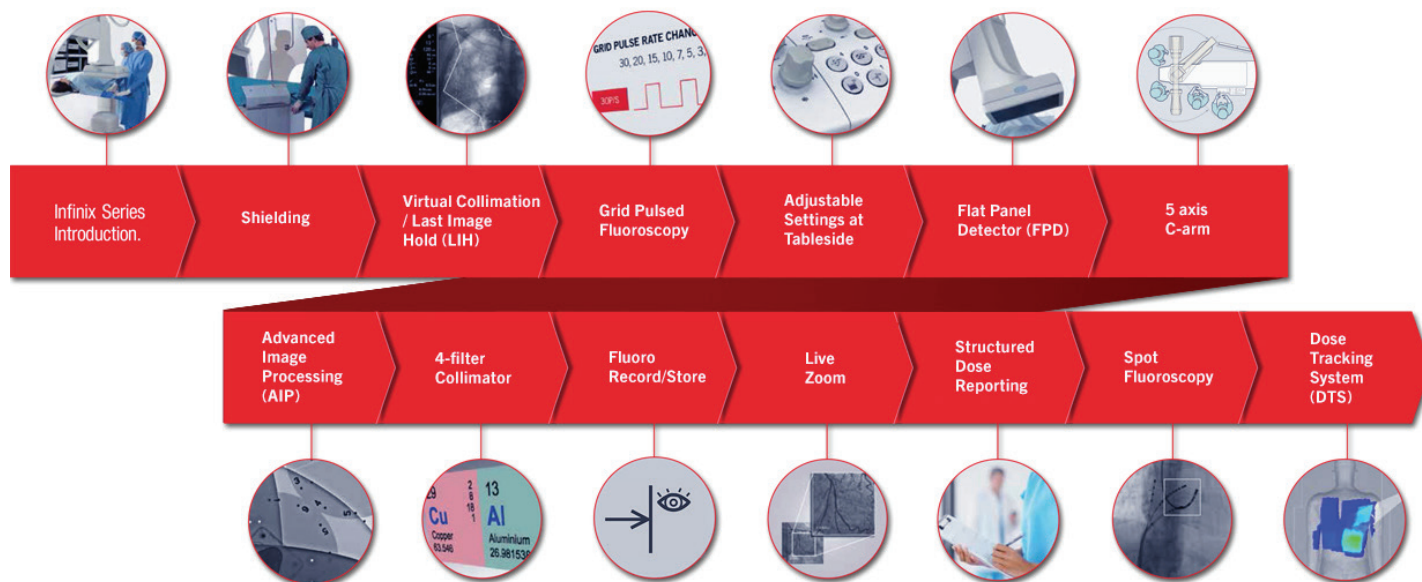 GRID PULSE RATE CHAN
30, 20, 15, 10, 7, 5, 3,
30P/S
Infinix Series
Introduction.
Shielding
Virtual Collimation
/ Last Image
Hold (LIH)
Grid Pulsed
Fluoroscopy
Adjustable
Settings at
Tableside
Flat Panel
Detector (FPD)
5 axis
C-arm
Advanced
Image
Processing
(AIP)
4-filter
Collimator
Fluoro
Record/Store
Live
Zoom
Structured
Dose
Reporting
Spot
Fluoroscopy
Dose
Tracking
System
(DTS)
29
2
8
18
1
13
Cu
Al
Copper
63.546
Aluminium
26.981538